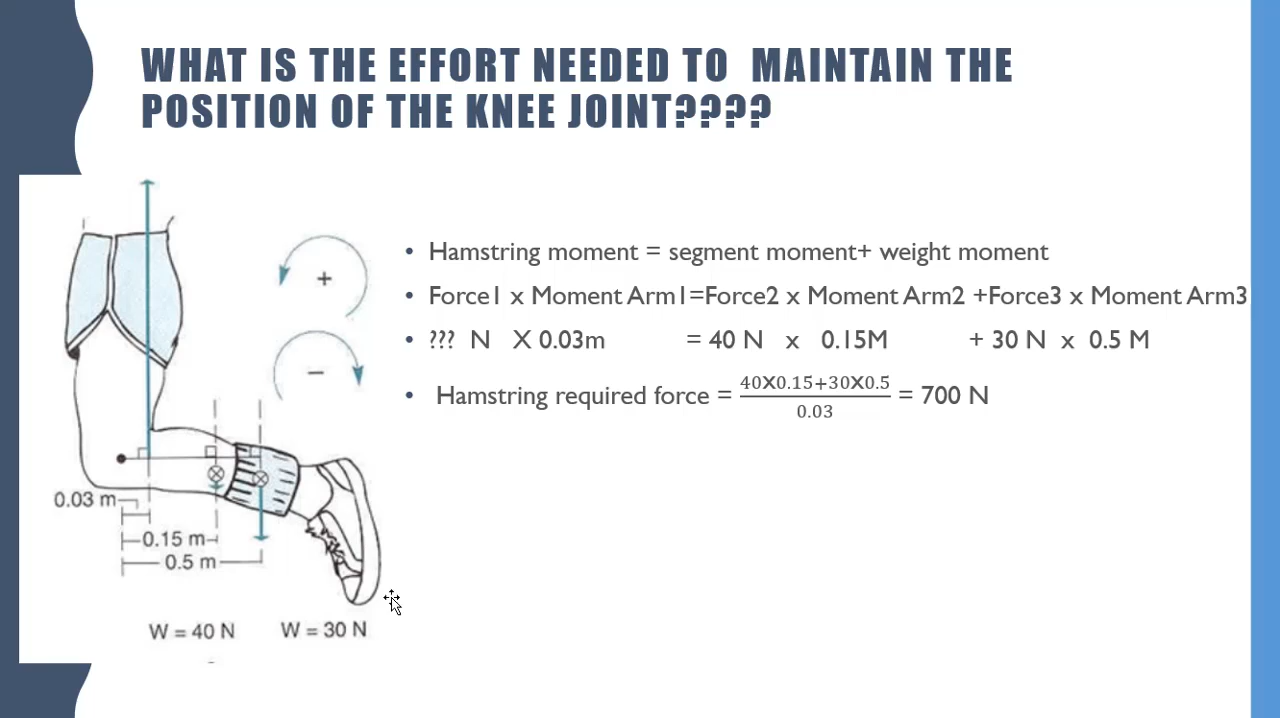 WHAT IS THE EFFORT NEEDED TO MAINTAIN THE
POSITION OF THE KNEE JOINT????
• Hamstring moment = segment moment+ weight moment
• Force1 x Moment Arm1=Force2 x Moment Arm2 +Force3 x Moment Arm3
• ??? N X 0.03m = 40 N x 0.15M + 30 N x 0.5 M
• Hamstring required force = 40X0.15+30X0.5 / 0.03 = 700 N
+
−
0.03 m
0.15 m
0.5 m
W = 40 N W = 30 N